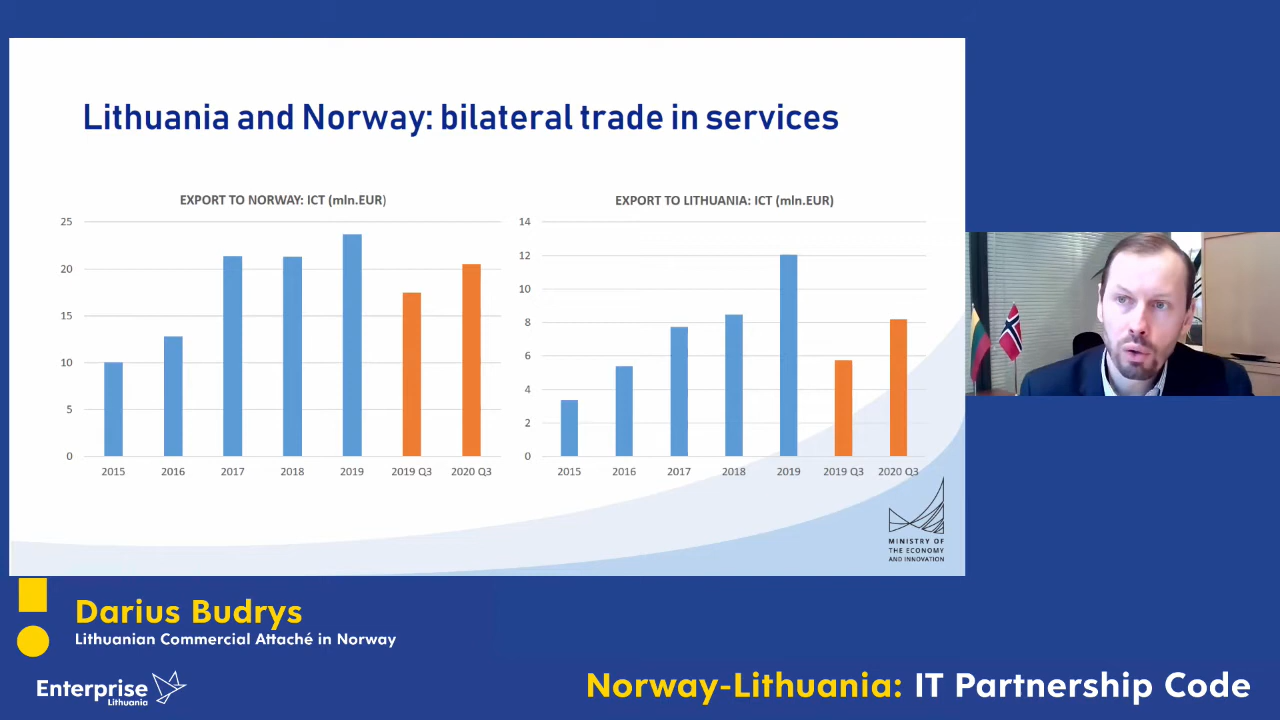 Lithuania and Norway: bilateral trade in services
EXPORT TO NORWAY: ICT (mln.EUR)
25
20
15
10
5
0
2015 2016 2017 2018 2019 2019 Q3 2020 Q3
EXPORT TO LITHUANIA: ICT (mln.EUR)
14
12
10
8
6
4
2
0
2015 2016 2017 2018 2019 2019 Q3 2020 Q3
MINISTRY OF
THE ECONOMY
AND INNOVATION
Darius Budrys
Lithuanian Commercial Attaché in Norway
Enterprise
Lithuania
Norway-Lithuania: IT Partnership Code